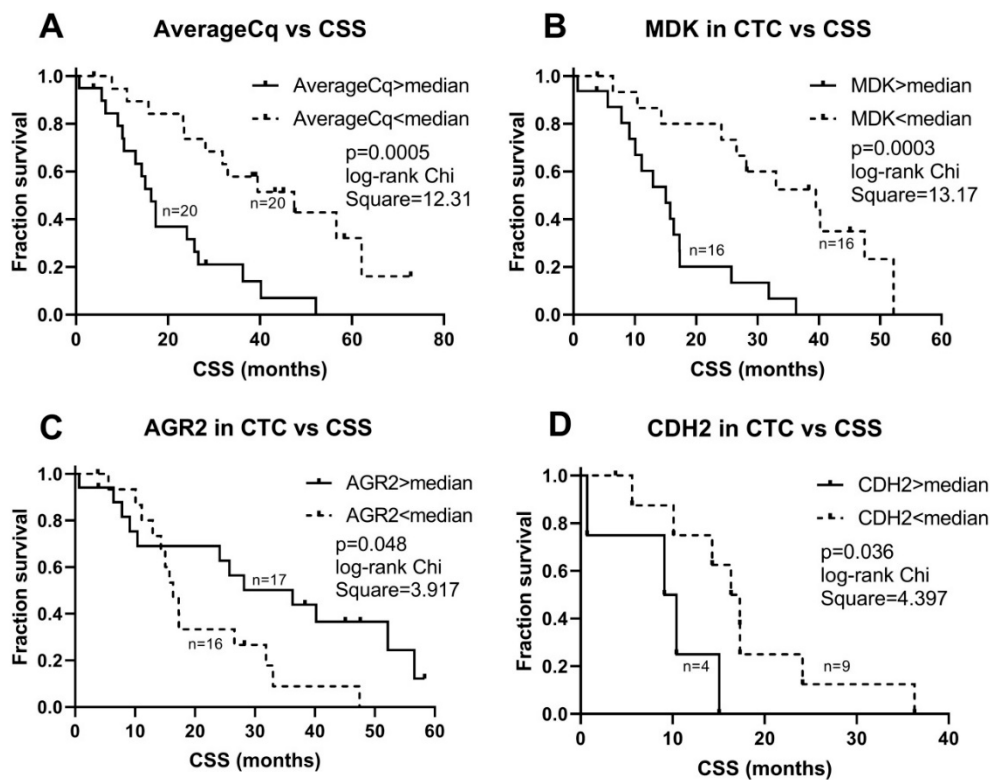 A
AverageCq vs CSS
Fraction survival
1.0
0.8
0.6
0.4
0.2
0.0
AverageCq>median
AverageCq<median
p=0.0005
log-rank Chi
Square=12.31
n=20
n=20
0
20
40
60
80
CSS (months)
B
MDK in CTC vs CSS
Fraction survival
1.0
0.8
0.6
0.4
0.2
0.0
MDK>median
MDK<median
p=0.0003
log-rank Chi
Square=13.17
n=16
n=16
0
10
20
30
40
50
60
CSS (months)
C
AGR2 in CTC vs CSS
Fraction survival
1.0
0.8
0.6
0.4
0.2
0.0
AGR2>median
AGR2<median
p=0.048
log-rank Chi
Square=3.917
n=17
n=16
0
10
20
30
40
50
60
CSS (months)
D
CDH2 in CTC vs CSS
Fraction survival
1.0
0.8
0.6
0.4
0.2
0.0
CDH2>median
CDH2<median
p=0.036
log-rank Chi
Square=4.397
n=4
n=9
0
10
20
30
40
CSS (months)